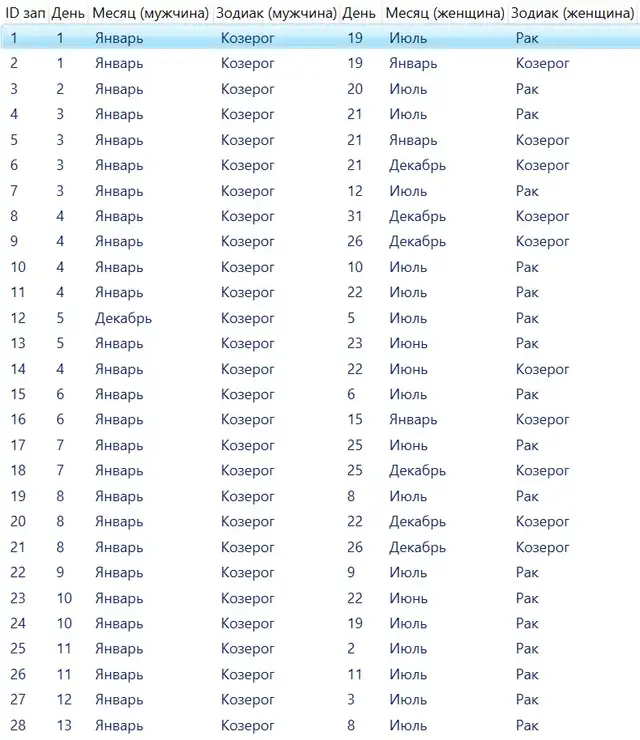 ID зап День Месяц (мужчина) Зодиак (мужчина) День Месяц (женщина) Зодиак (женщина)
1 1 Январь Козерог 19 Июль Рак
2 1 Январь Козерог 19 Январь Козерог
3 2 Январь Козерог 20 Июль Рак
4 3 Январь Козерог 21 Июль Рак
5 3 Январь Козерог 21 Январь Козерог
6 3 Январь Козерог 21 Декабрь Козерог
7 3 Январь Козерог 12 Июль Рак
8 4 Январь Козерог 31 Декабрь Козерог
9 4 Январь Козерог 26 Декабрь Козерог
10 4 Январь Козерог 10 Июль Рак
11 4 Январь Козерог 22 Июль Рак
12 5 Декабрь Козерог 5 Июль Рак
13 5 Январь Козерог 23 Июнь Рак
14 4 Январь Козерог 22 Июнь Козерог
15 6 Январь Козерог 6 Июль Рак
16 6 Январь Козерог 15 Январь Козерог
17 7 Январь Козерог 25 Июнь Рак
18 7 Январь Козерог 25 Декабрь Козерог
19 8 Январь Козерог 8 Июль Рак
20 8 Январь Козерог 22 Декабрь Козерог
21 8 Январь Козерог 26 Декабрь Козерог
22 9 Январь Козерог 9 Июль Рак
23 10 Январь Козерог 22 Июнь Рак
24 10 Январь Козерог 19 Июль Рак
25 11 Январь Козерог 2 Июль Рак
26 11 Январь Козерог 11 Июль Рак
27 12 Январь Козерог 3 Июль Рак
28 13 Январь Козерог 8 Июль Рак